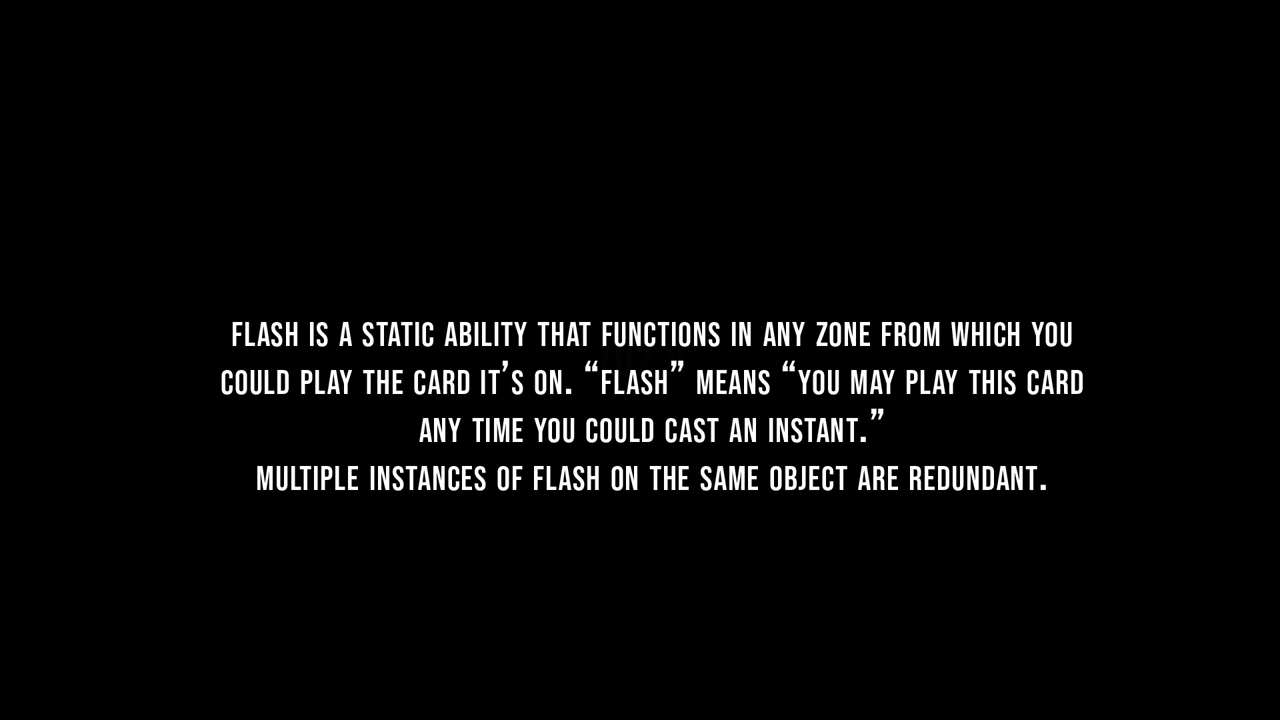 FLASH IS A STATIC ABILITY THAT FUNCTIONS IN ANY ZONE FROM WHICH YOU
COULD PLAY THE CARD IT’S ON. “FLASH” MEANS “YOU MAY PLAY THIS CARD
ANY TIME YOU COULD CAST AN INSTANT.”
MULTIPLE INSTANCES OF FLASH ON THE SAME OBJECT ARE REDUNDANT.